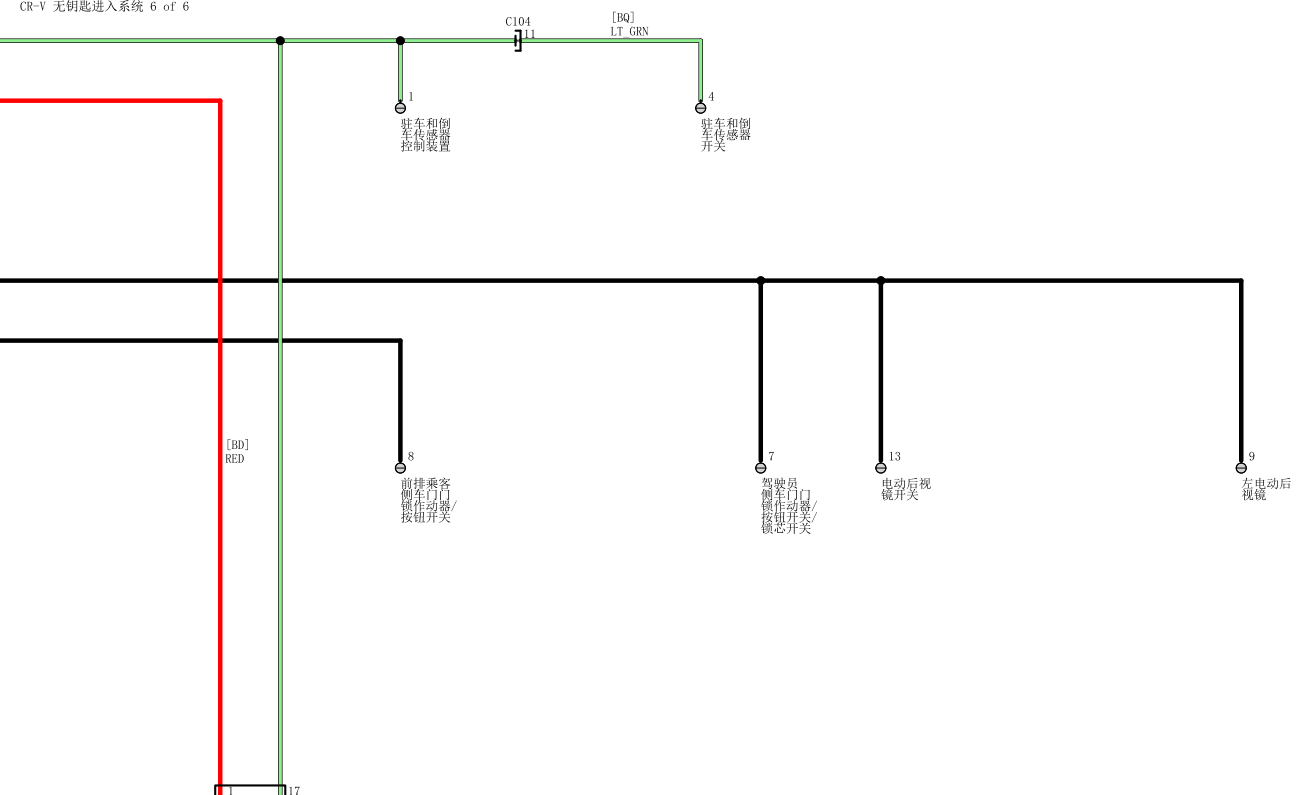 CR-V 无钥匙进入系统 6 of 6
C104
11
[BQ]
LT_GRN
1
驻车和倒
车传感器
控制装置
4
驻车和倒
车传感器
开关
[BD]
RED
8
前排乘客
侧车门门
锁作动器/
按钮开关
7
驾驶员
侧车门门
锁作动器/
按钮开关/
锁芯开关
13
电动后视
镜开关
9
左电动后
视镜
1
17